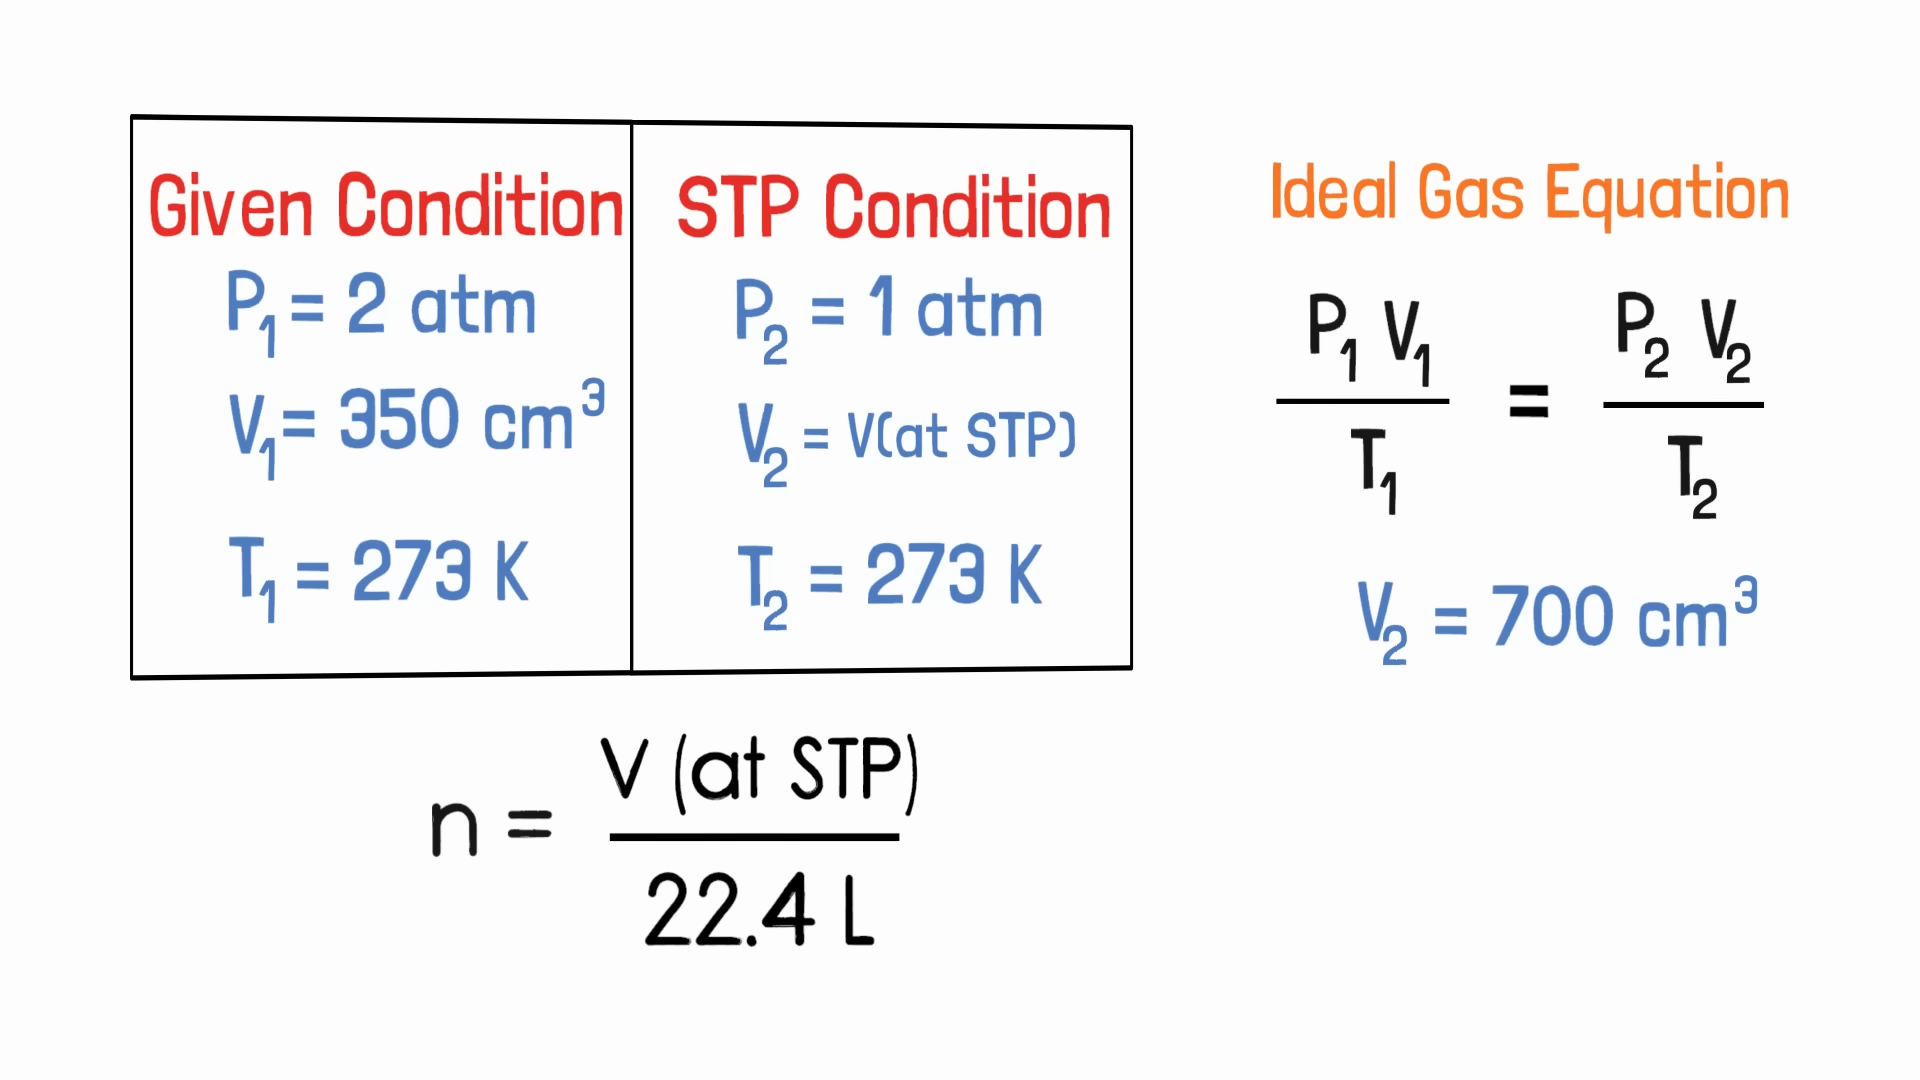 Given Condition
P₁ = 2 atm
V₁ = 350 cm³
T₁ = 273 K
STP Condition
P₂ = 1 atm
V₂ = V(at STP)
T₂ = 273 K
Ideal Gas Equation
P₁ V₁ / T₁ = P₂ V₂ / T₂
V₂ = 700 cm³
n = V (at STP) / 22.4 L